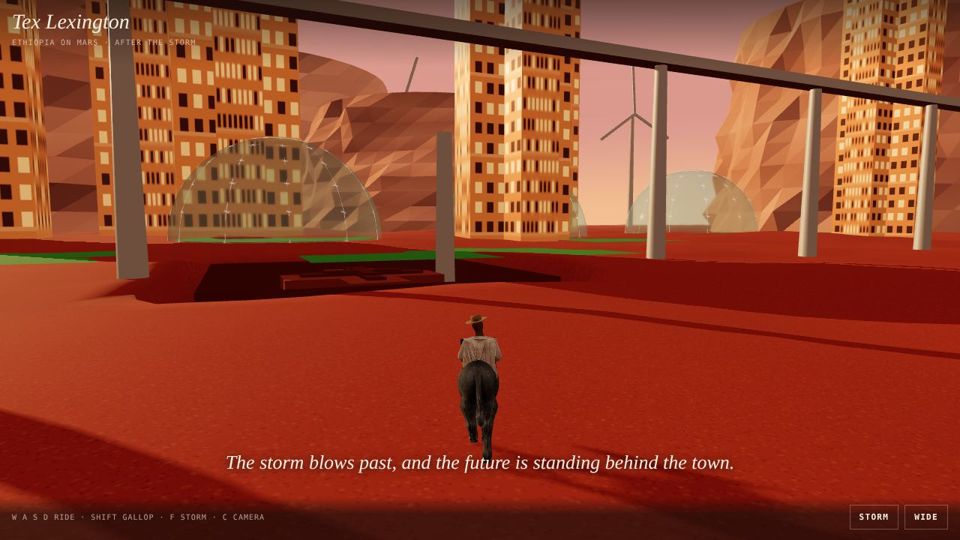 Tex Lexington
ETHIOPIA ON MARS · AFTER THE STORM
The storm blows past, and the future is standing behind the town.
W A S D RIDE · SHIFT GALLOP · F STORM · C CAMERA
STORM
WIDE